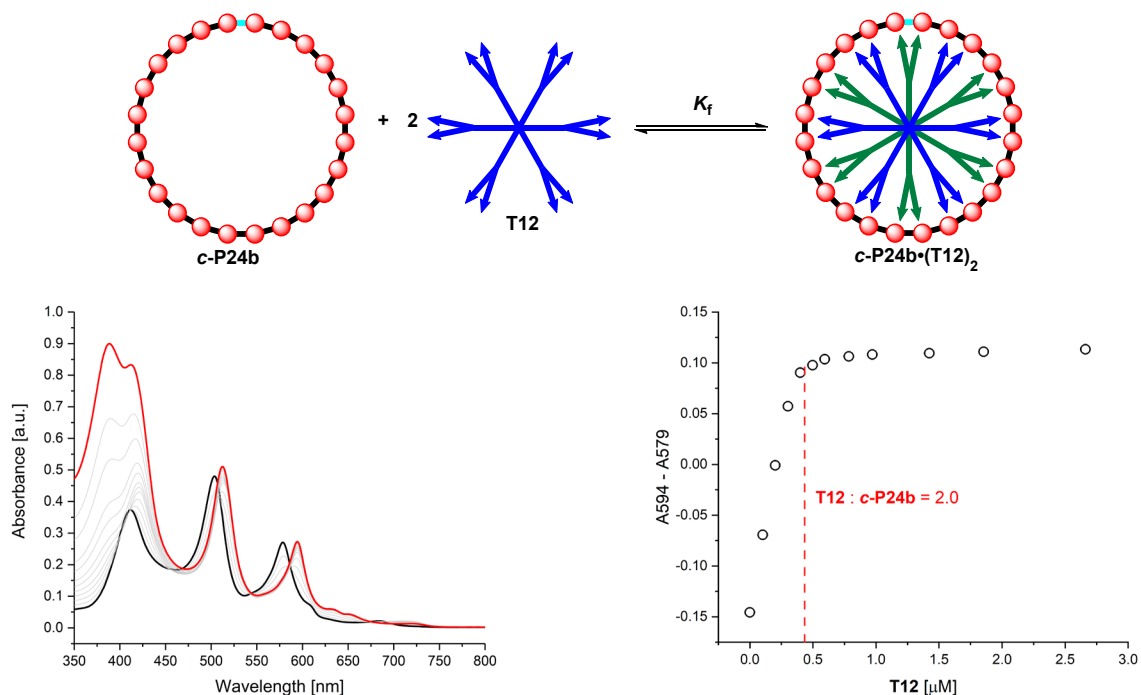 + 2
K_f
T12
c-P24b
c-P24b•(T12)_2
1.0
0.9
0.8
0.7
0.6
0.5
0.4
0.3
0.2
0.1
0.0
Absorbance [a.u.]
350 400 450 500 550 600 650 700 750 800
Wavelength [nm]
0.15
0.10
0.05
0.00
-0.05
-0.10
-0.15
A594 - A579
T12 : c-P24b = 2.0
0.0 0.5 1.0 1.5 2.0 2.5 3.0
T12 [µM]